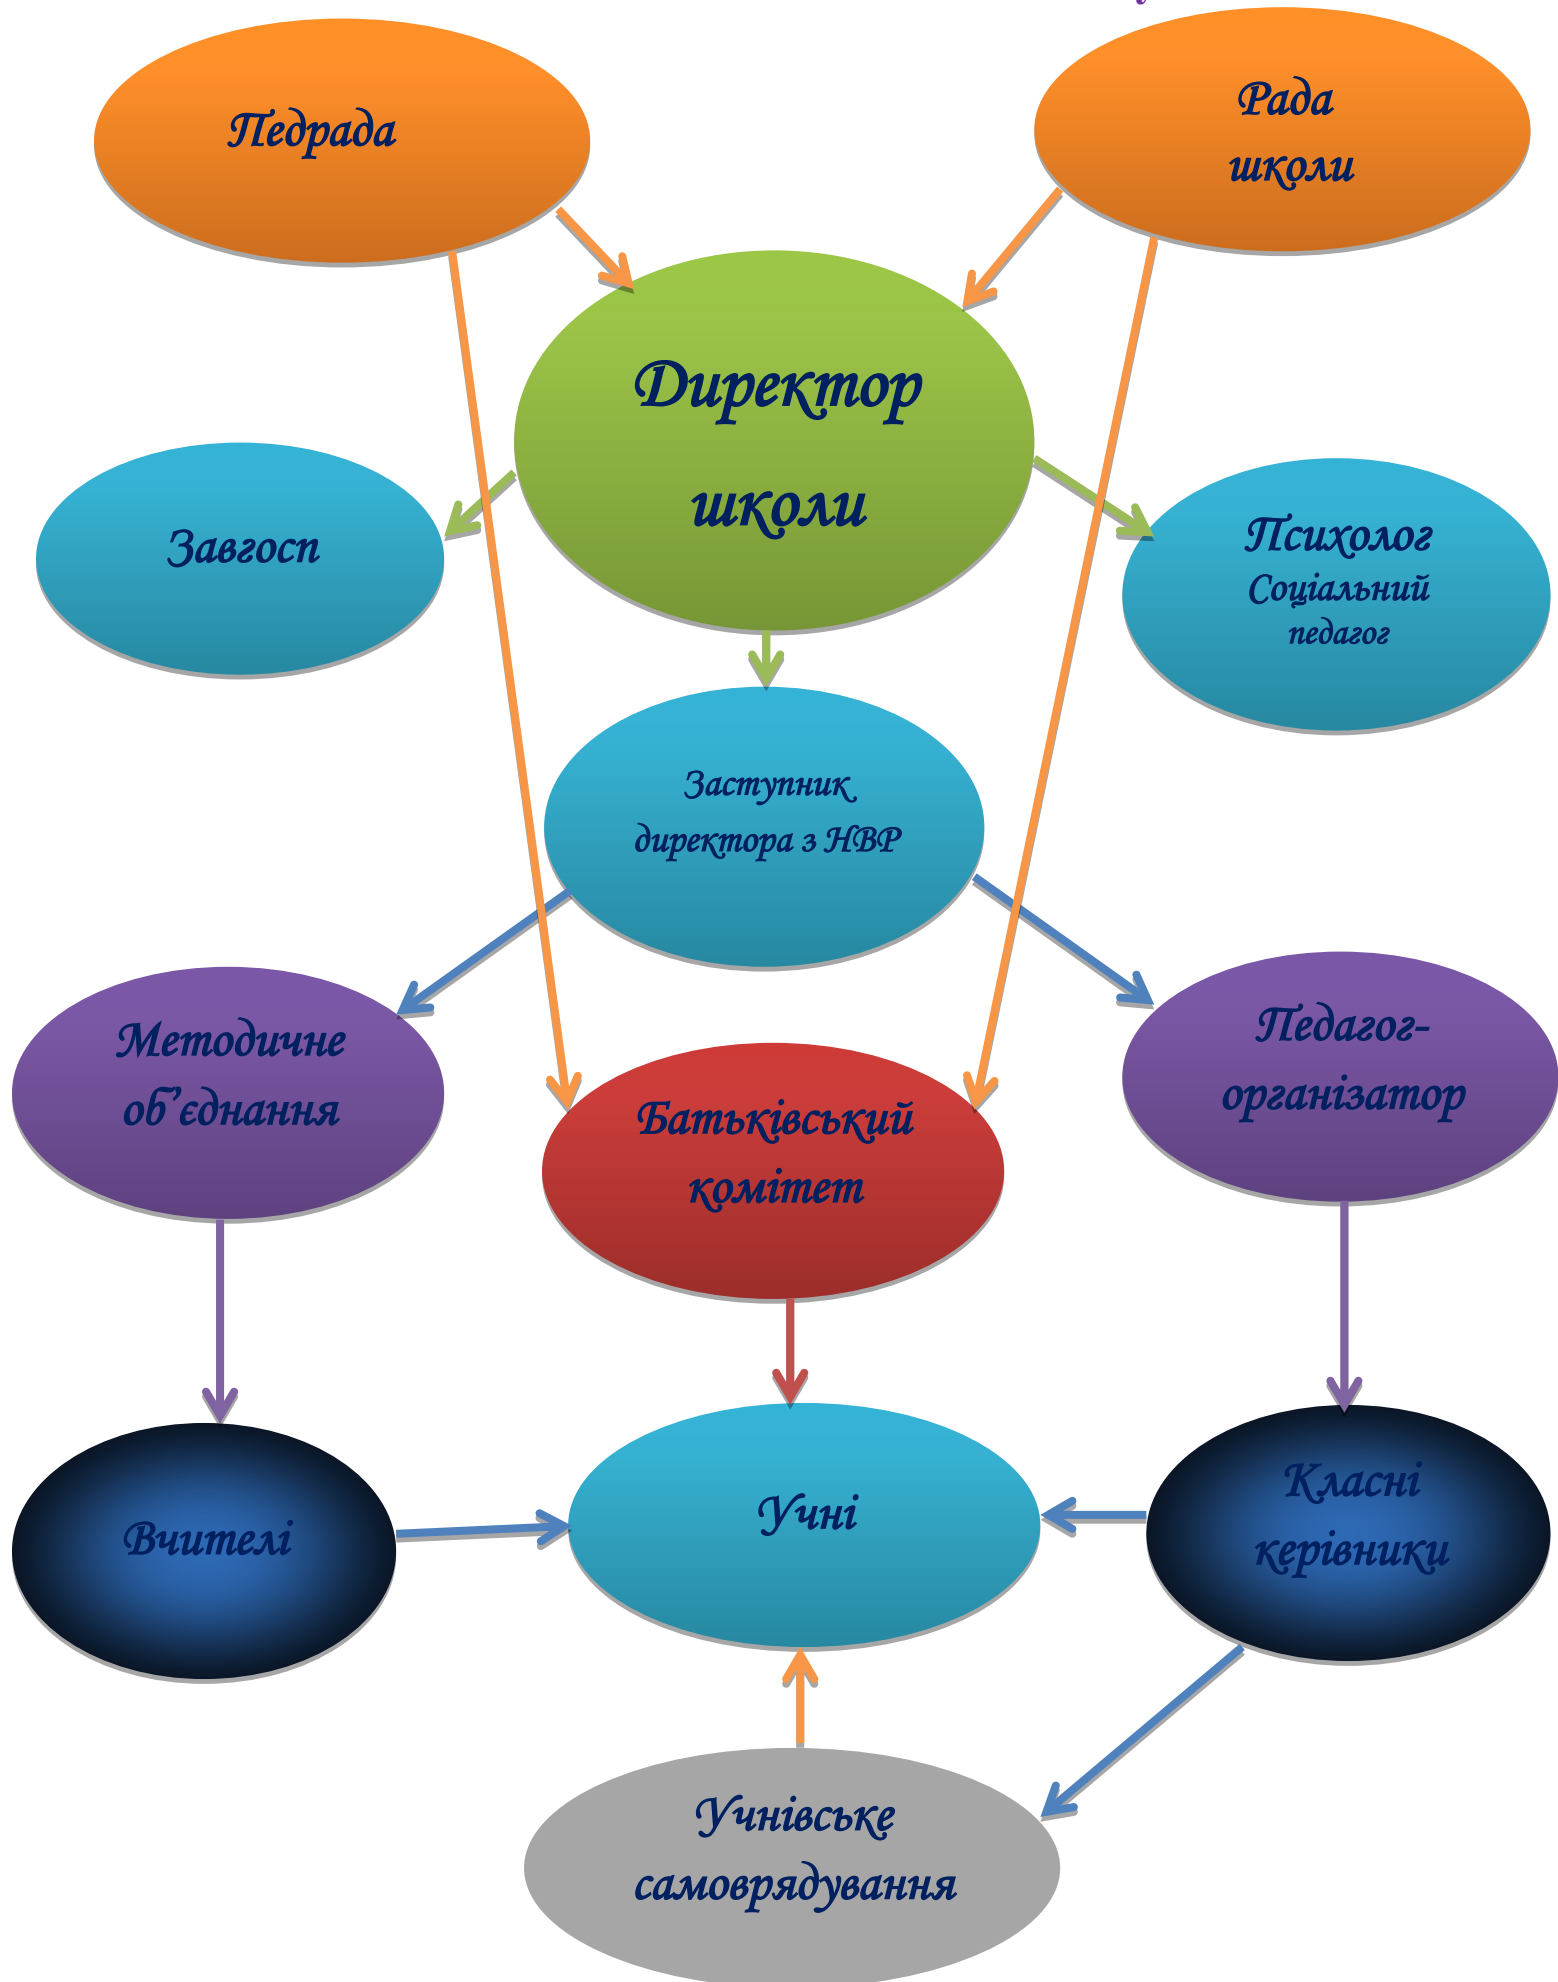 Педрада
Рада
школи
Директор
школи
Завгосп
Психолог
Соціальний
педагог
Заступник
директора з НВР
Методичне
об’єднання
Педагог-
організатор
Батьківський
комітет
Вчителі
Учні
Класні
керівники
Учнівське
самоврядування